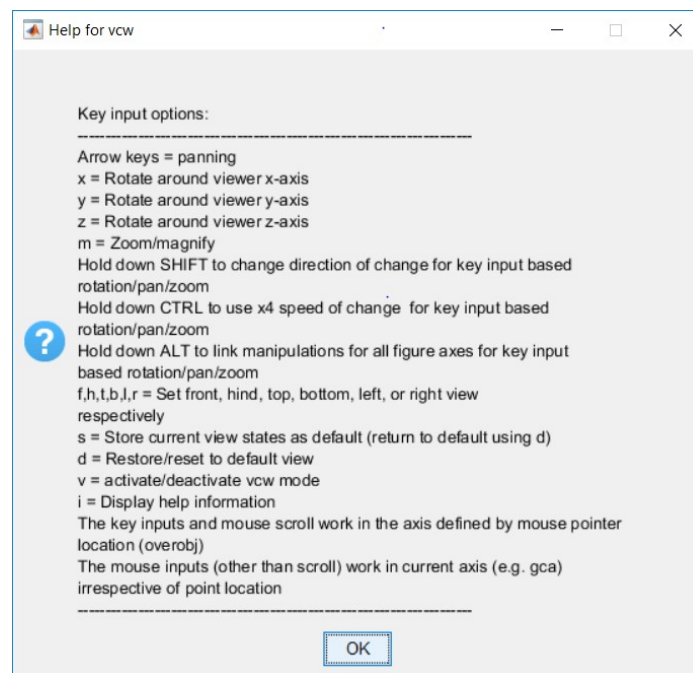 Help for vcw
Key input options:
------------------------------------------------------------------------
Arrow keys = panning
x = Rotate around viewer x-axis
y = Rotate around viewer y-axis
z = Rotate around viewer z-axis
m = Zoom/magnify
Hold down SHIFT to change direction of change for key input based
rotation/pan/zoom
Hold down CTRL to use x4 speed of change  for key input based
rotation/pan/zoom
Hold down ALT to link manipulations for all figure axes for key input
based rotation/pan/zoom
f,h,t,b,l,r = Set front, hind, top, bottom, left, or right view
respectively
s = Store current view states as default (return to default using d)
d = Restore/reset to default view
v = activate/deactivate vcw mode
i = Display help information
The key inputs and mouse scroll work in the axis defined by mouse pointer
location (overobj)
The mouse inputs (other than scroll) work in current axis (e.g. gca)
irrespective of point location
------------------------------------------------------------------------
OK